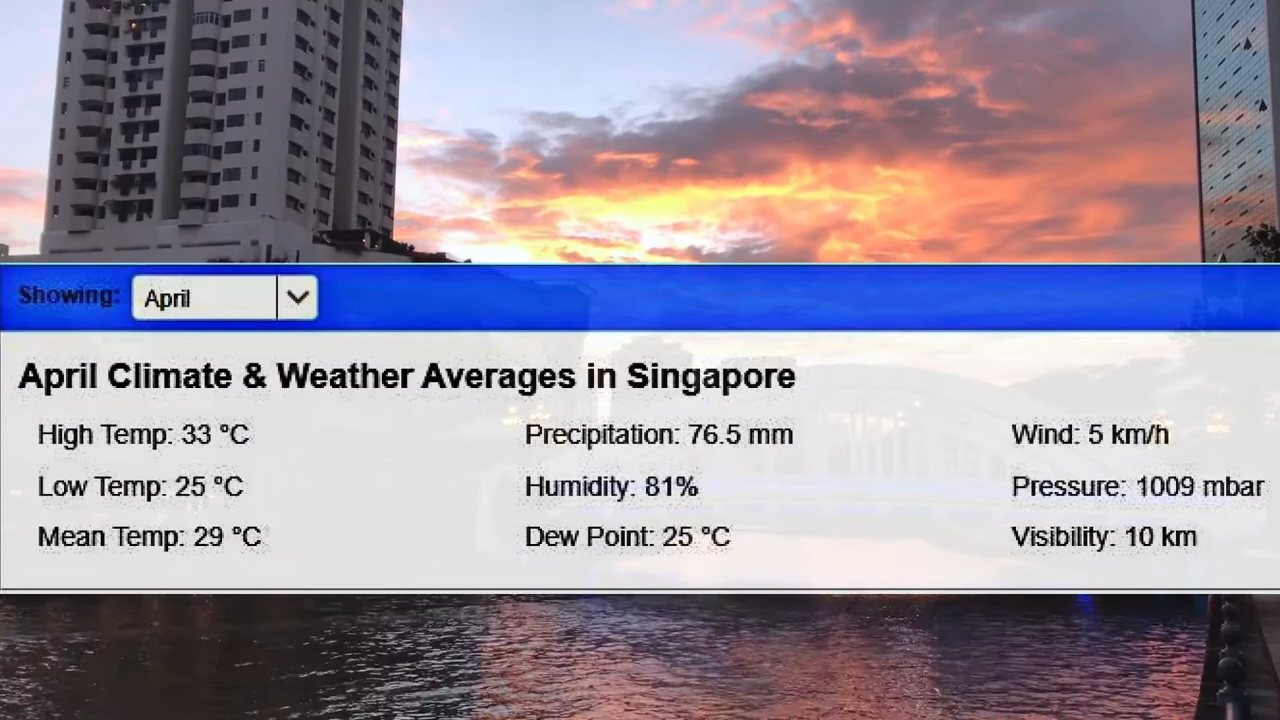 Showing: April
April Climate & Weather Averages in Singapore
High Temp: 33 °C Precipitation: 76.5 mm Wind: 5 km/h
Low Temp: 25 °C Humidity: 81% Pressure: 1009 mbar
Mean Temp: 29 °C Dew Point: 25 °C Visibility: 10 km